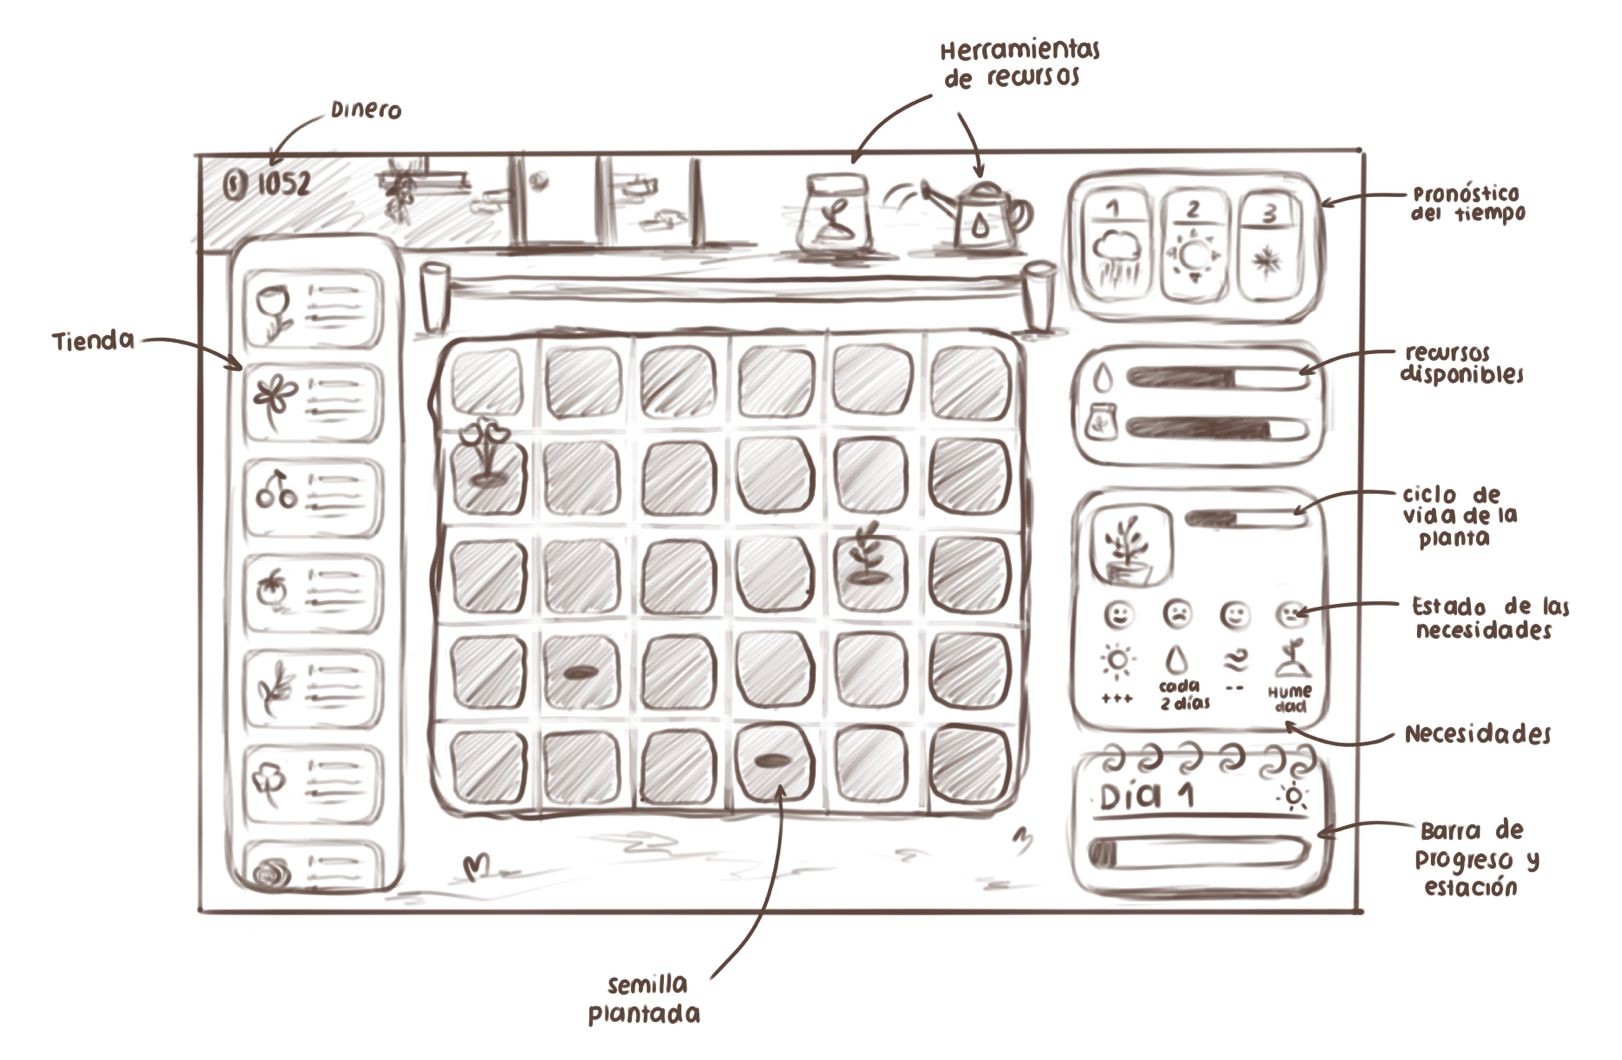 Herramientas
de recursos
Dinero
1052
1
2
3
Pronóstico
del tiempo
Tienda
recursos
disponibles
ciclo de
vida de la
planta
Estado de las
necesidades
+++
cada
2 días
--
Hume
dad
Necesidades
Día 1
Barra de
progreso y
estación
semilla
plantada